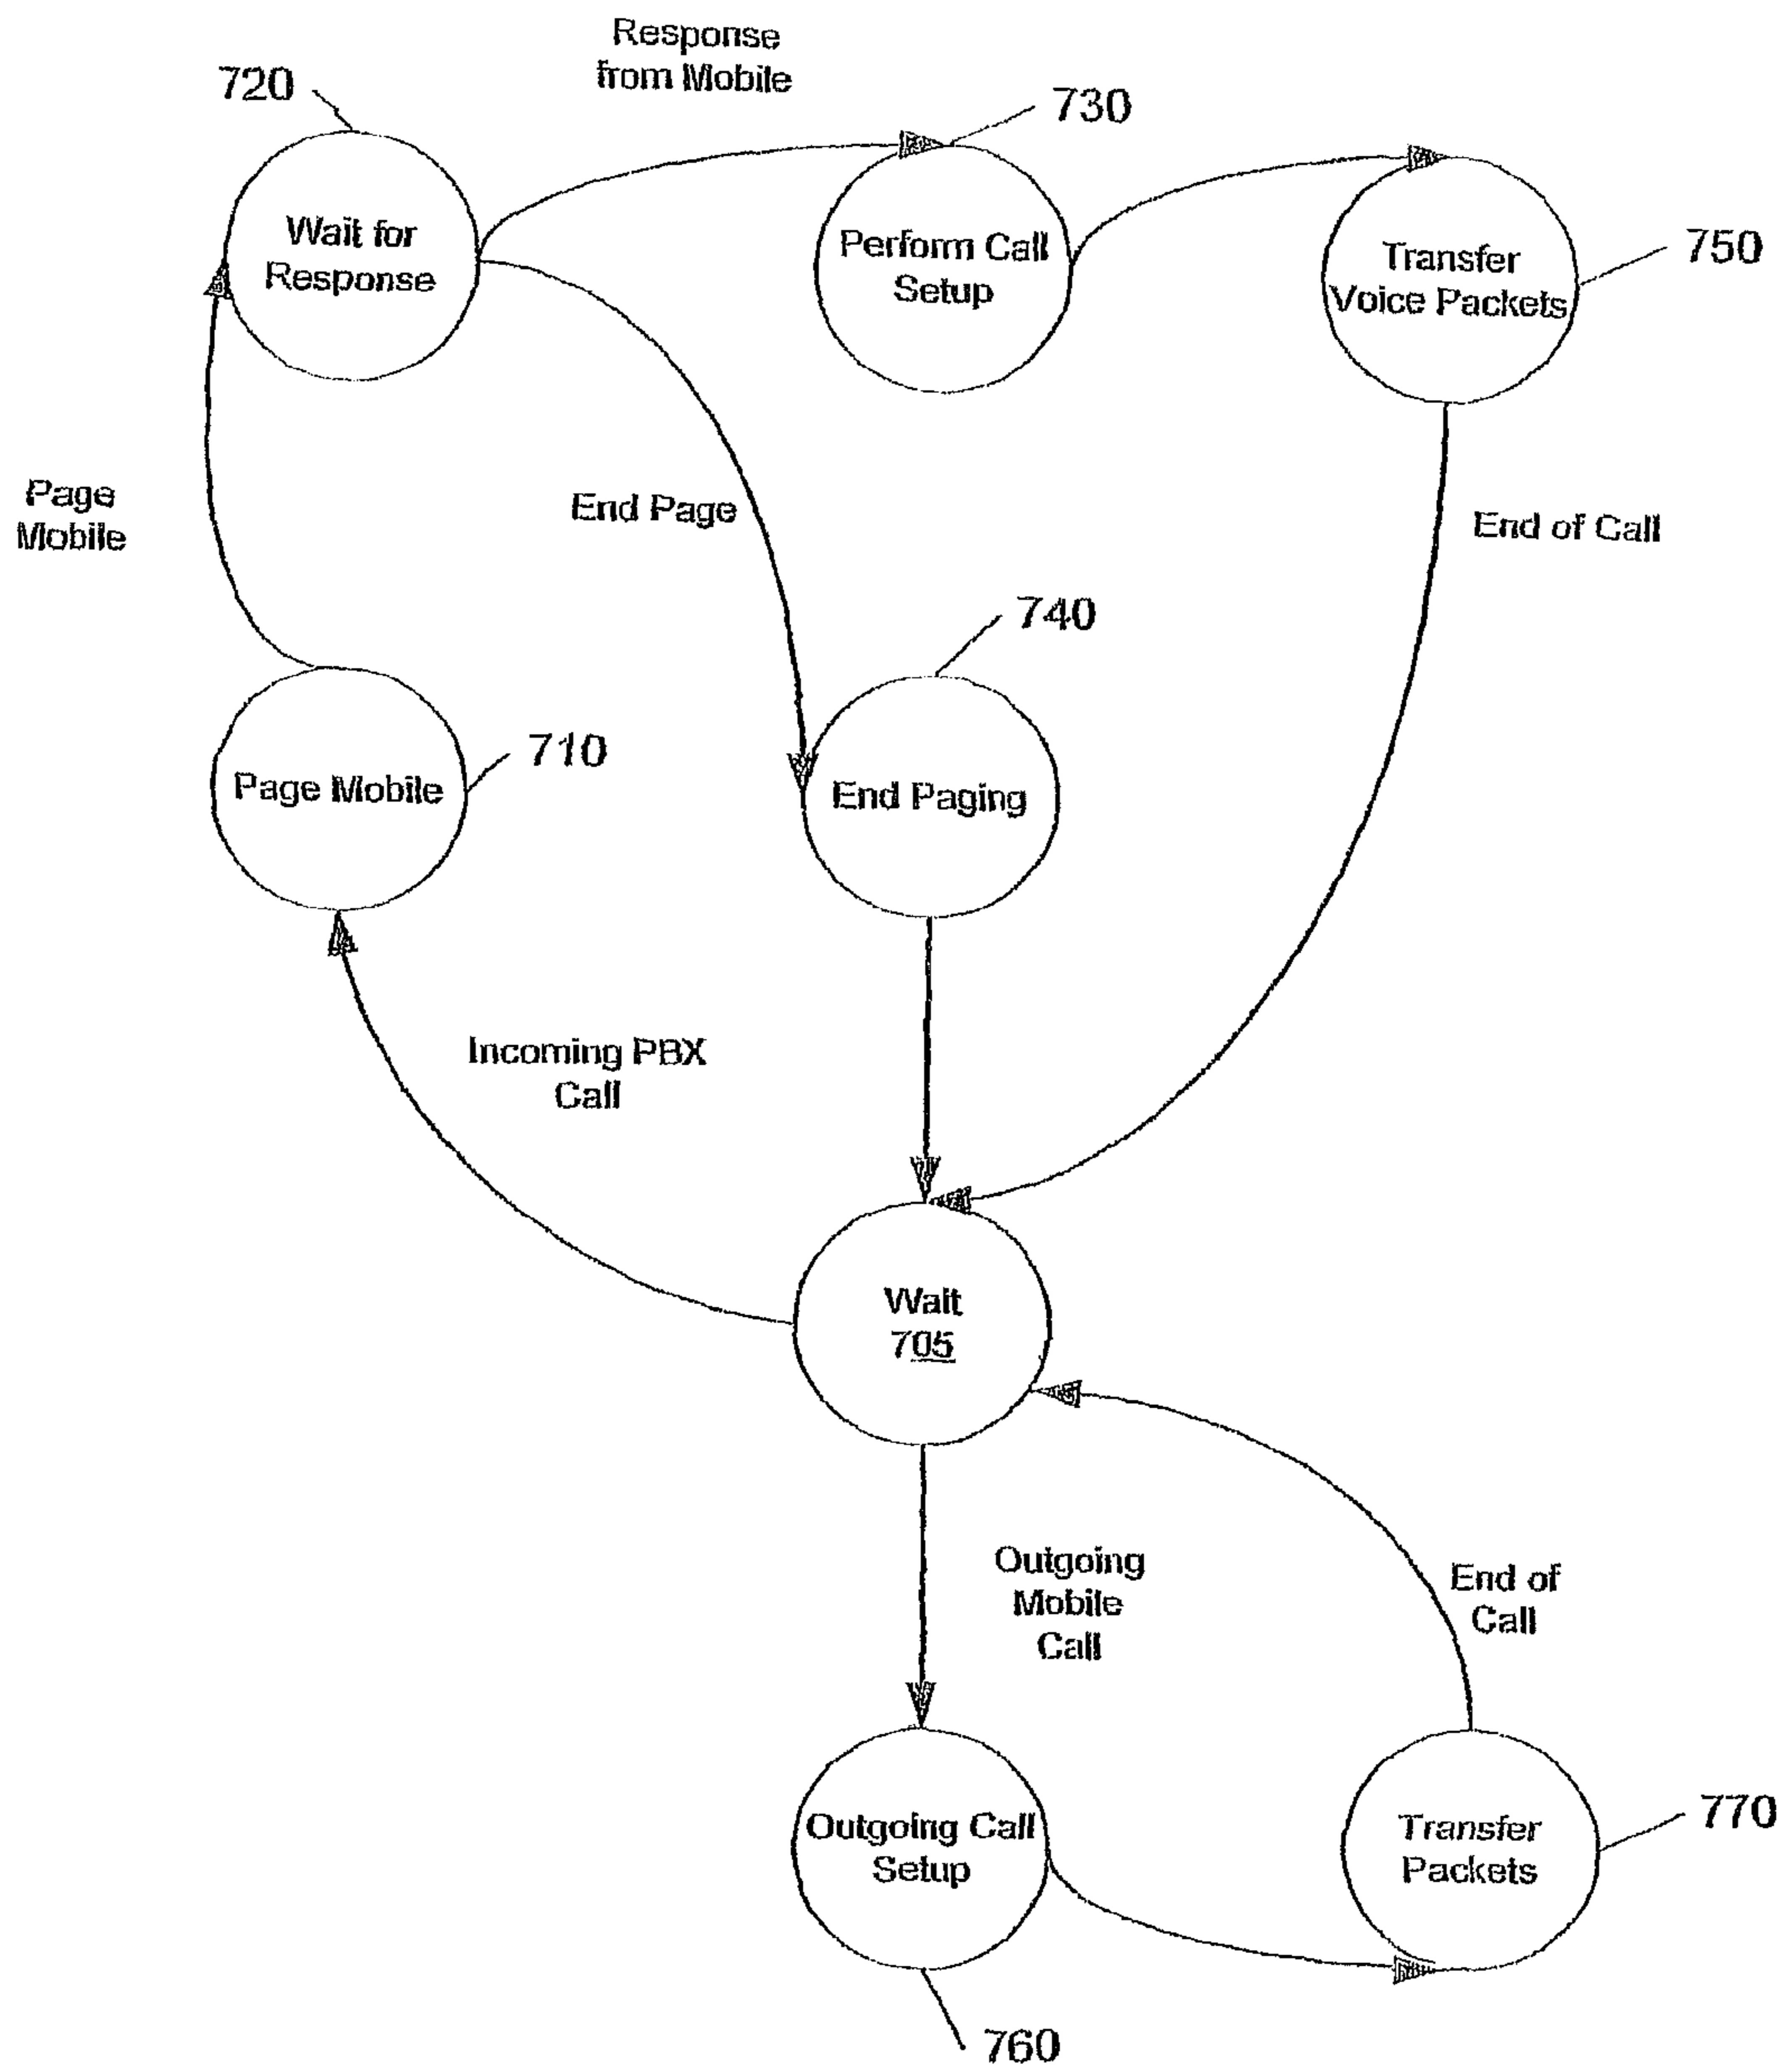 Response
from Mobile
720
730
Wait for
Response
Perform Call
Setup
Transfer
Voice Packets
750
Page
Mobile
End Page
End of Call
740
710
Page Mobile
End Paging
Incoming PBX
Call
Wait
705
Outgoing
Mobile
Call
End of
Call
Outgoing Call
Setup
Transfer
Packets
770
760